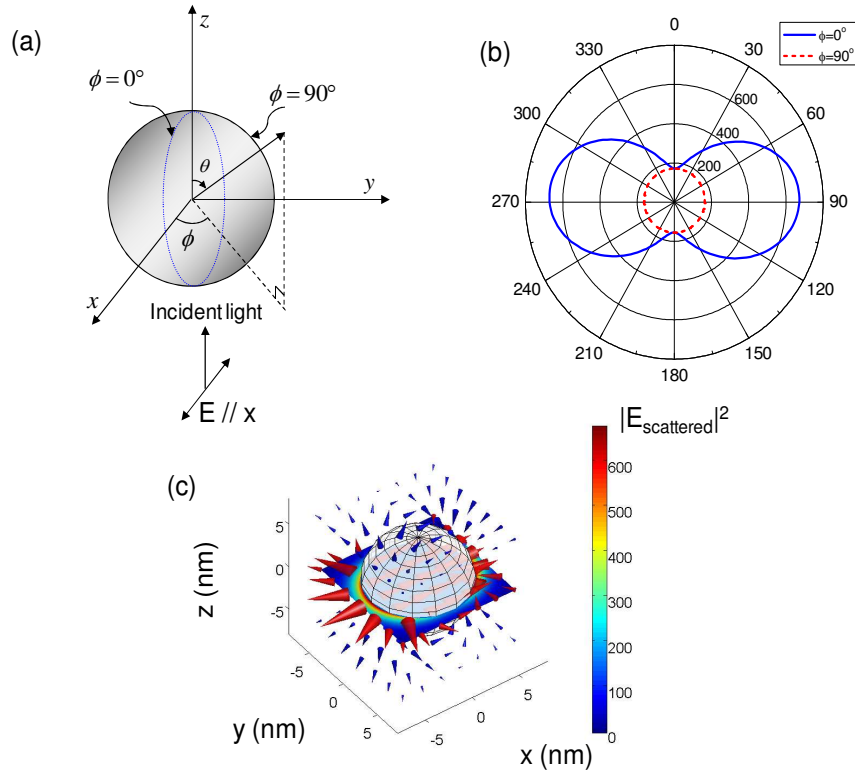 (a)
z
ϕ = 0°
ϕ = 90°
θ
y
ϕ
x
Incident light
E // x
(b)
ϕ=0°
ϕ=90°
0
30
60
90
120
150
180
210
240
270
300
330
200
400
600
(c)
|E_scattered|²
600
500
400
300
200
100
0
z (nm)
5
0
-5
y (nm)
-5
0
5
x (nm)
-5
0
5